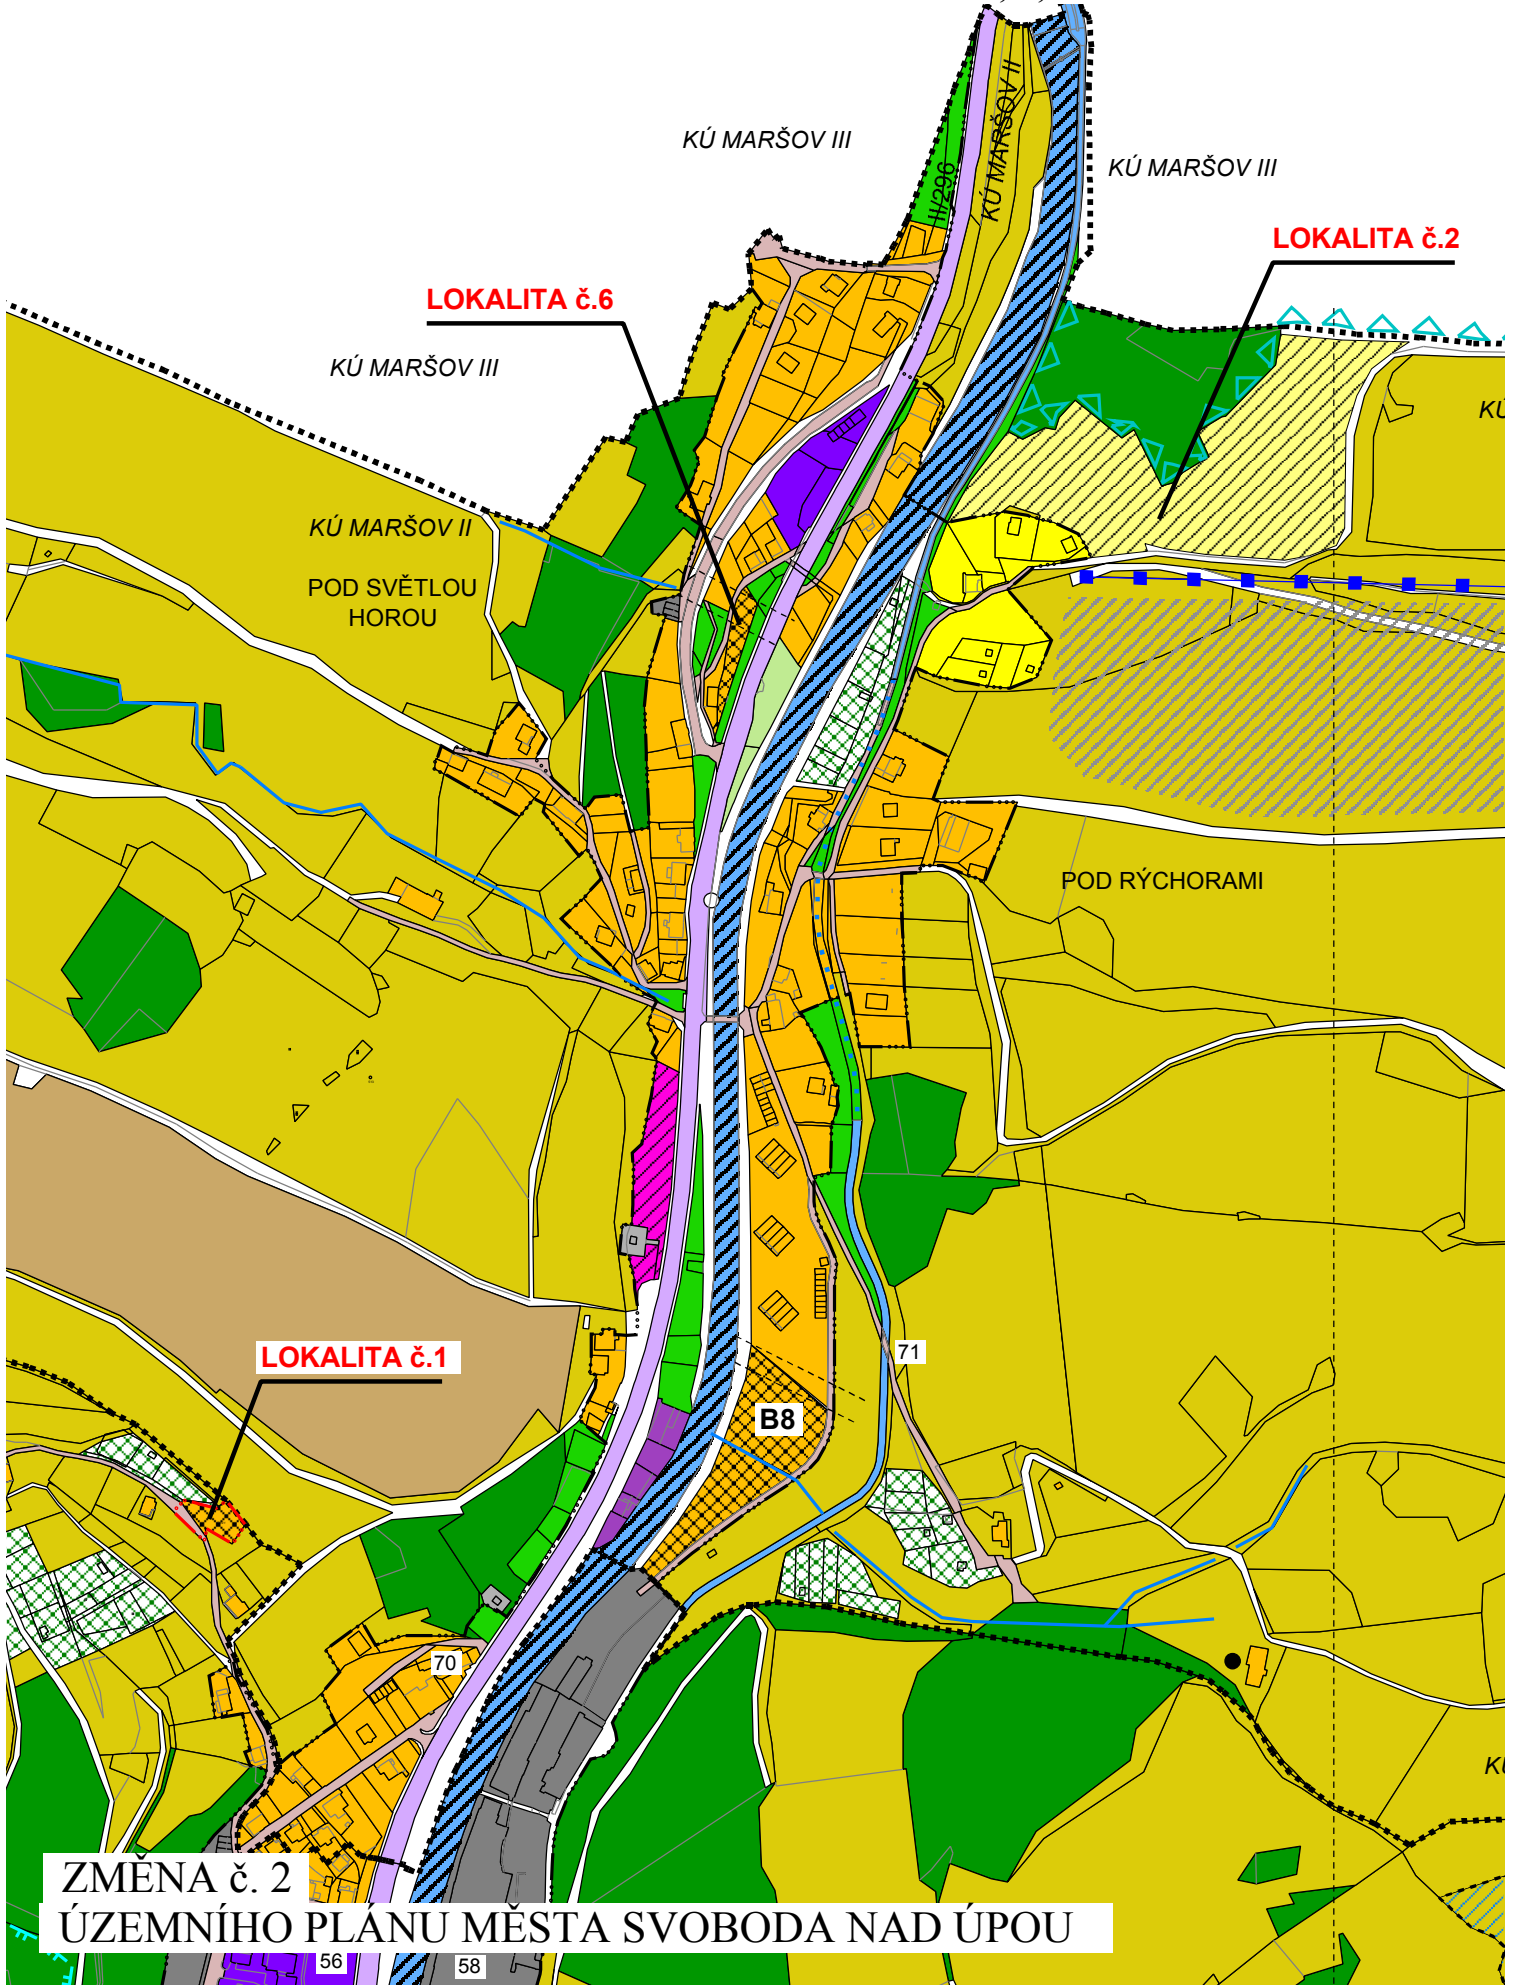 KÚ MARŠOV III
KÚ MARŠOV II
II/296
KÚ MARŠOV III
LOKALITA č.2
LOKALITA č.6
KÚ MARŠOV III
KÚ
KÚ MARŠOV II
POD SVĚTLOU
HOROU
POD RÝCHORAMI
LOKALITA č.1
71
B8
70
KÚ
ZMĚNA č. 2
ÚZEMNÍHO PLÁNU MĚSTA SVOBODA NAD ÚPOU
56
58